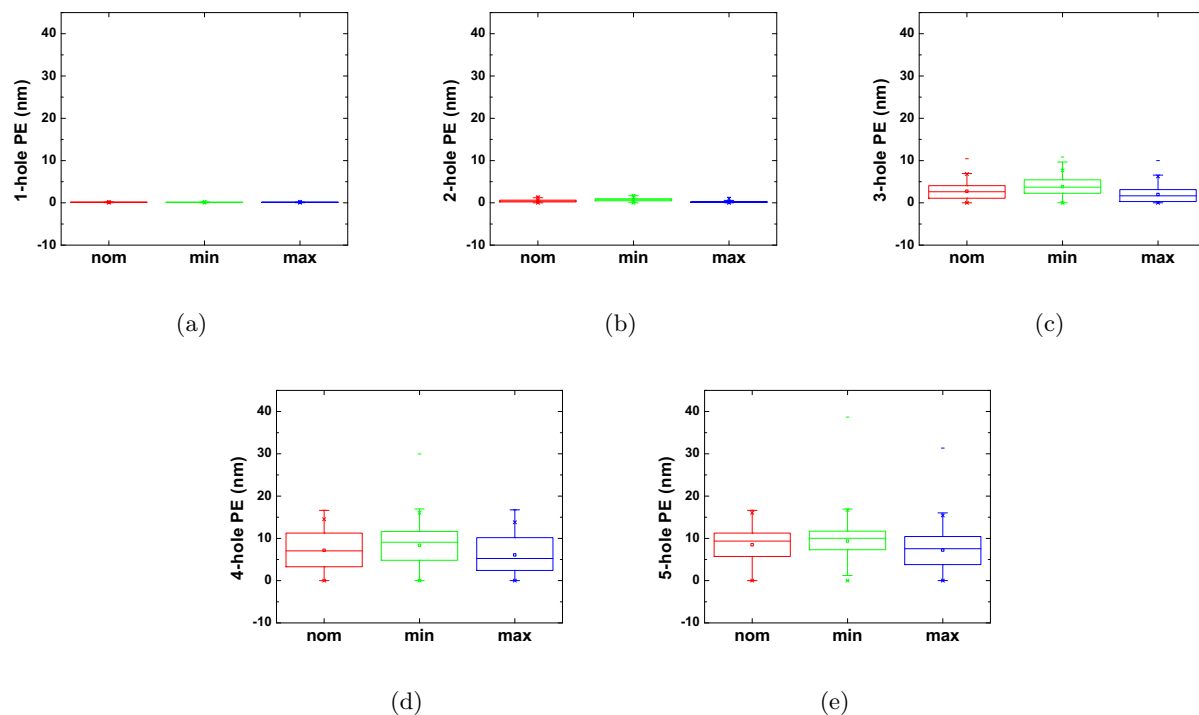 40
30
20
10
0
-10
1-hole PE (nm)
nom min max
(a)
40
30
20
10
0
-10
2-hole PE (nm)
nom min max
(b)
40
30
20
10
0
-10
3-hole PE (nm)
nom min max
(c)
40
30
20
10
0
-10
4-hole PE (nm)
nom min max
(d)
40
30
20
10
0
-10
5-hole PE (nm)
nom min max
(e)